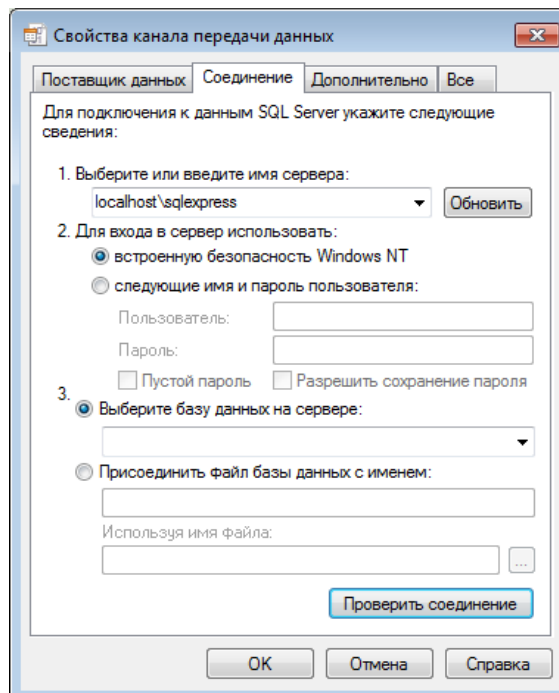 Свойства канала передачи данных
Поставщик данных Соединение Дополнительно Все
Для подключения к данным SQL Server укажите следующие
сведения:
1. Выберите или введите имя сервера:
localhost\sqlexpress Обновить
2. Для входа в сервер использовать:
встроенную безопасность Windows NT
следующие имя и пароль пользователя:
Пользователь:
Пароль:
Пустой пароль Разрешить сохранение пароля
3.
Выберите базу данных на сервере:
Присоединить файл базы данных с именем:
Используя имя файла:
...
Проверить соединение
OK Отмена Справка